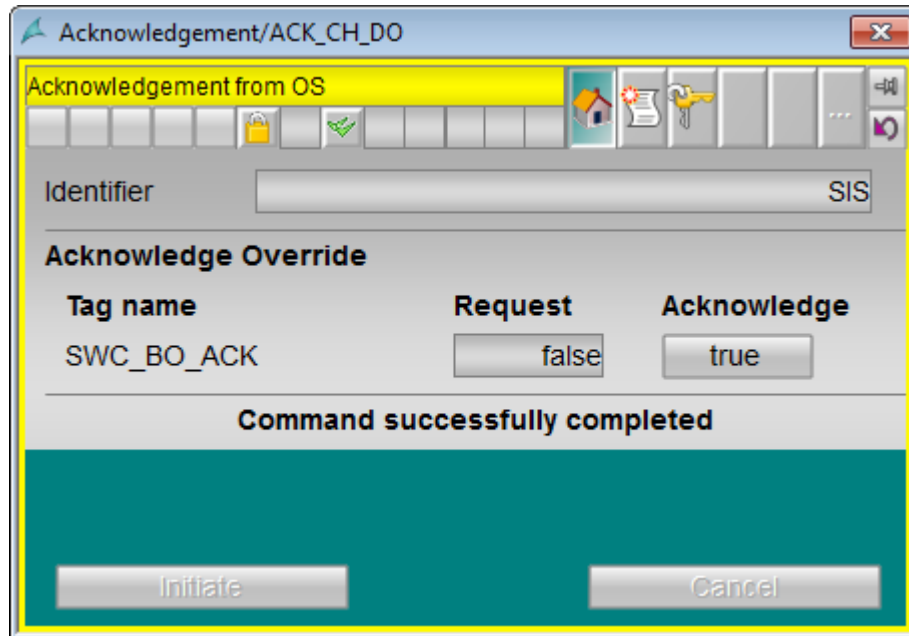 Acknowledgement/ACK_CH_DO
Acknowledgement from OS
...
Identifier SIS
Acknowledge Override
Tag name Request Acknowledge
SWC_BO_ACK false true
Command successfully completed
Initiate Cancel